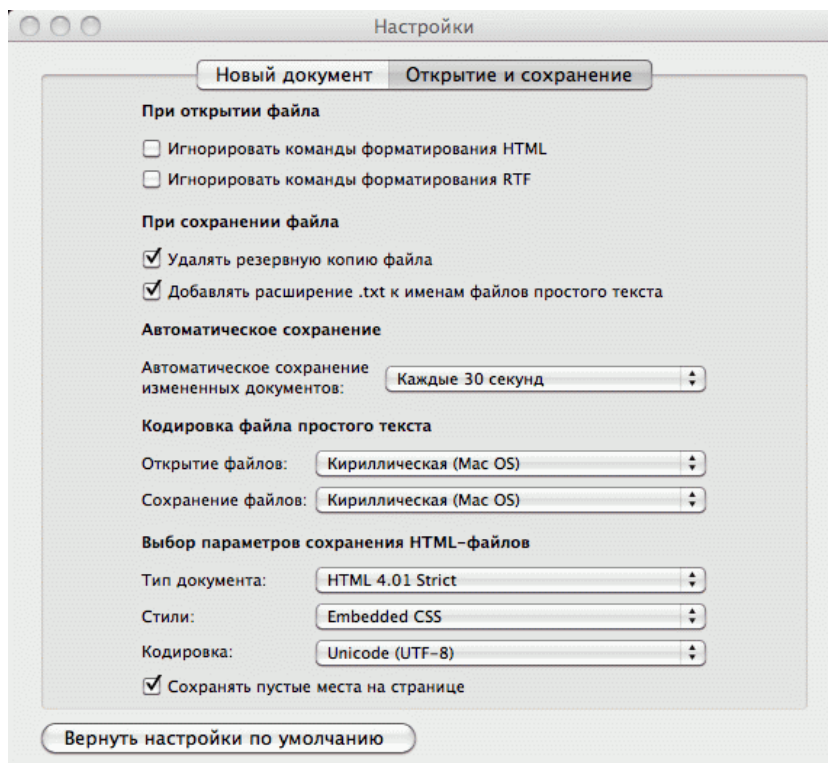 Настройки
Новый документ
Открытие и сохранение
При открытии файла
Игнорировать команды форматирования HTML
Игнорировать команды форматирования RTF
При сохранении файла
Удалять резервную копию файла
Добавлять расширение .txt к именам файлов простого текста
Автоматическое сохранение
Автоматическое сохранение
измененных документов:
Каждые 30 секунд
Кодировка файла простого текста
Открытие файлов:
Кириллическая (Mac OS)
Сохранение файлов:
Кириллическая (Mac OS)
Выбор параметров сохранения HTML-файлов
Тип документа:
HTML 4.01 Strict
Стили:
Embedded CSS
Кодировка:
Unicode (UTF-8)
Сохранять пустые места на странице
Вернуть настройки по умолчанию